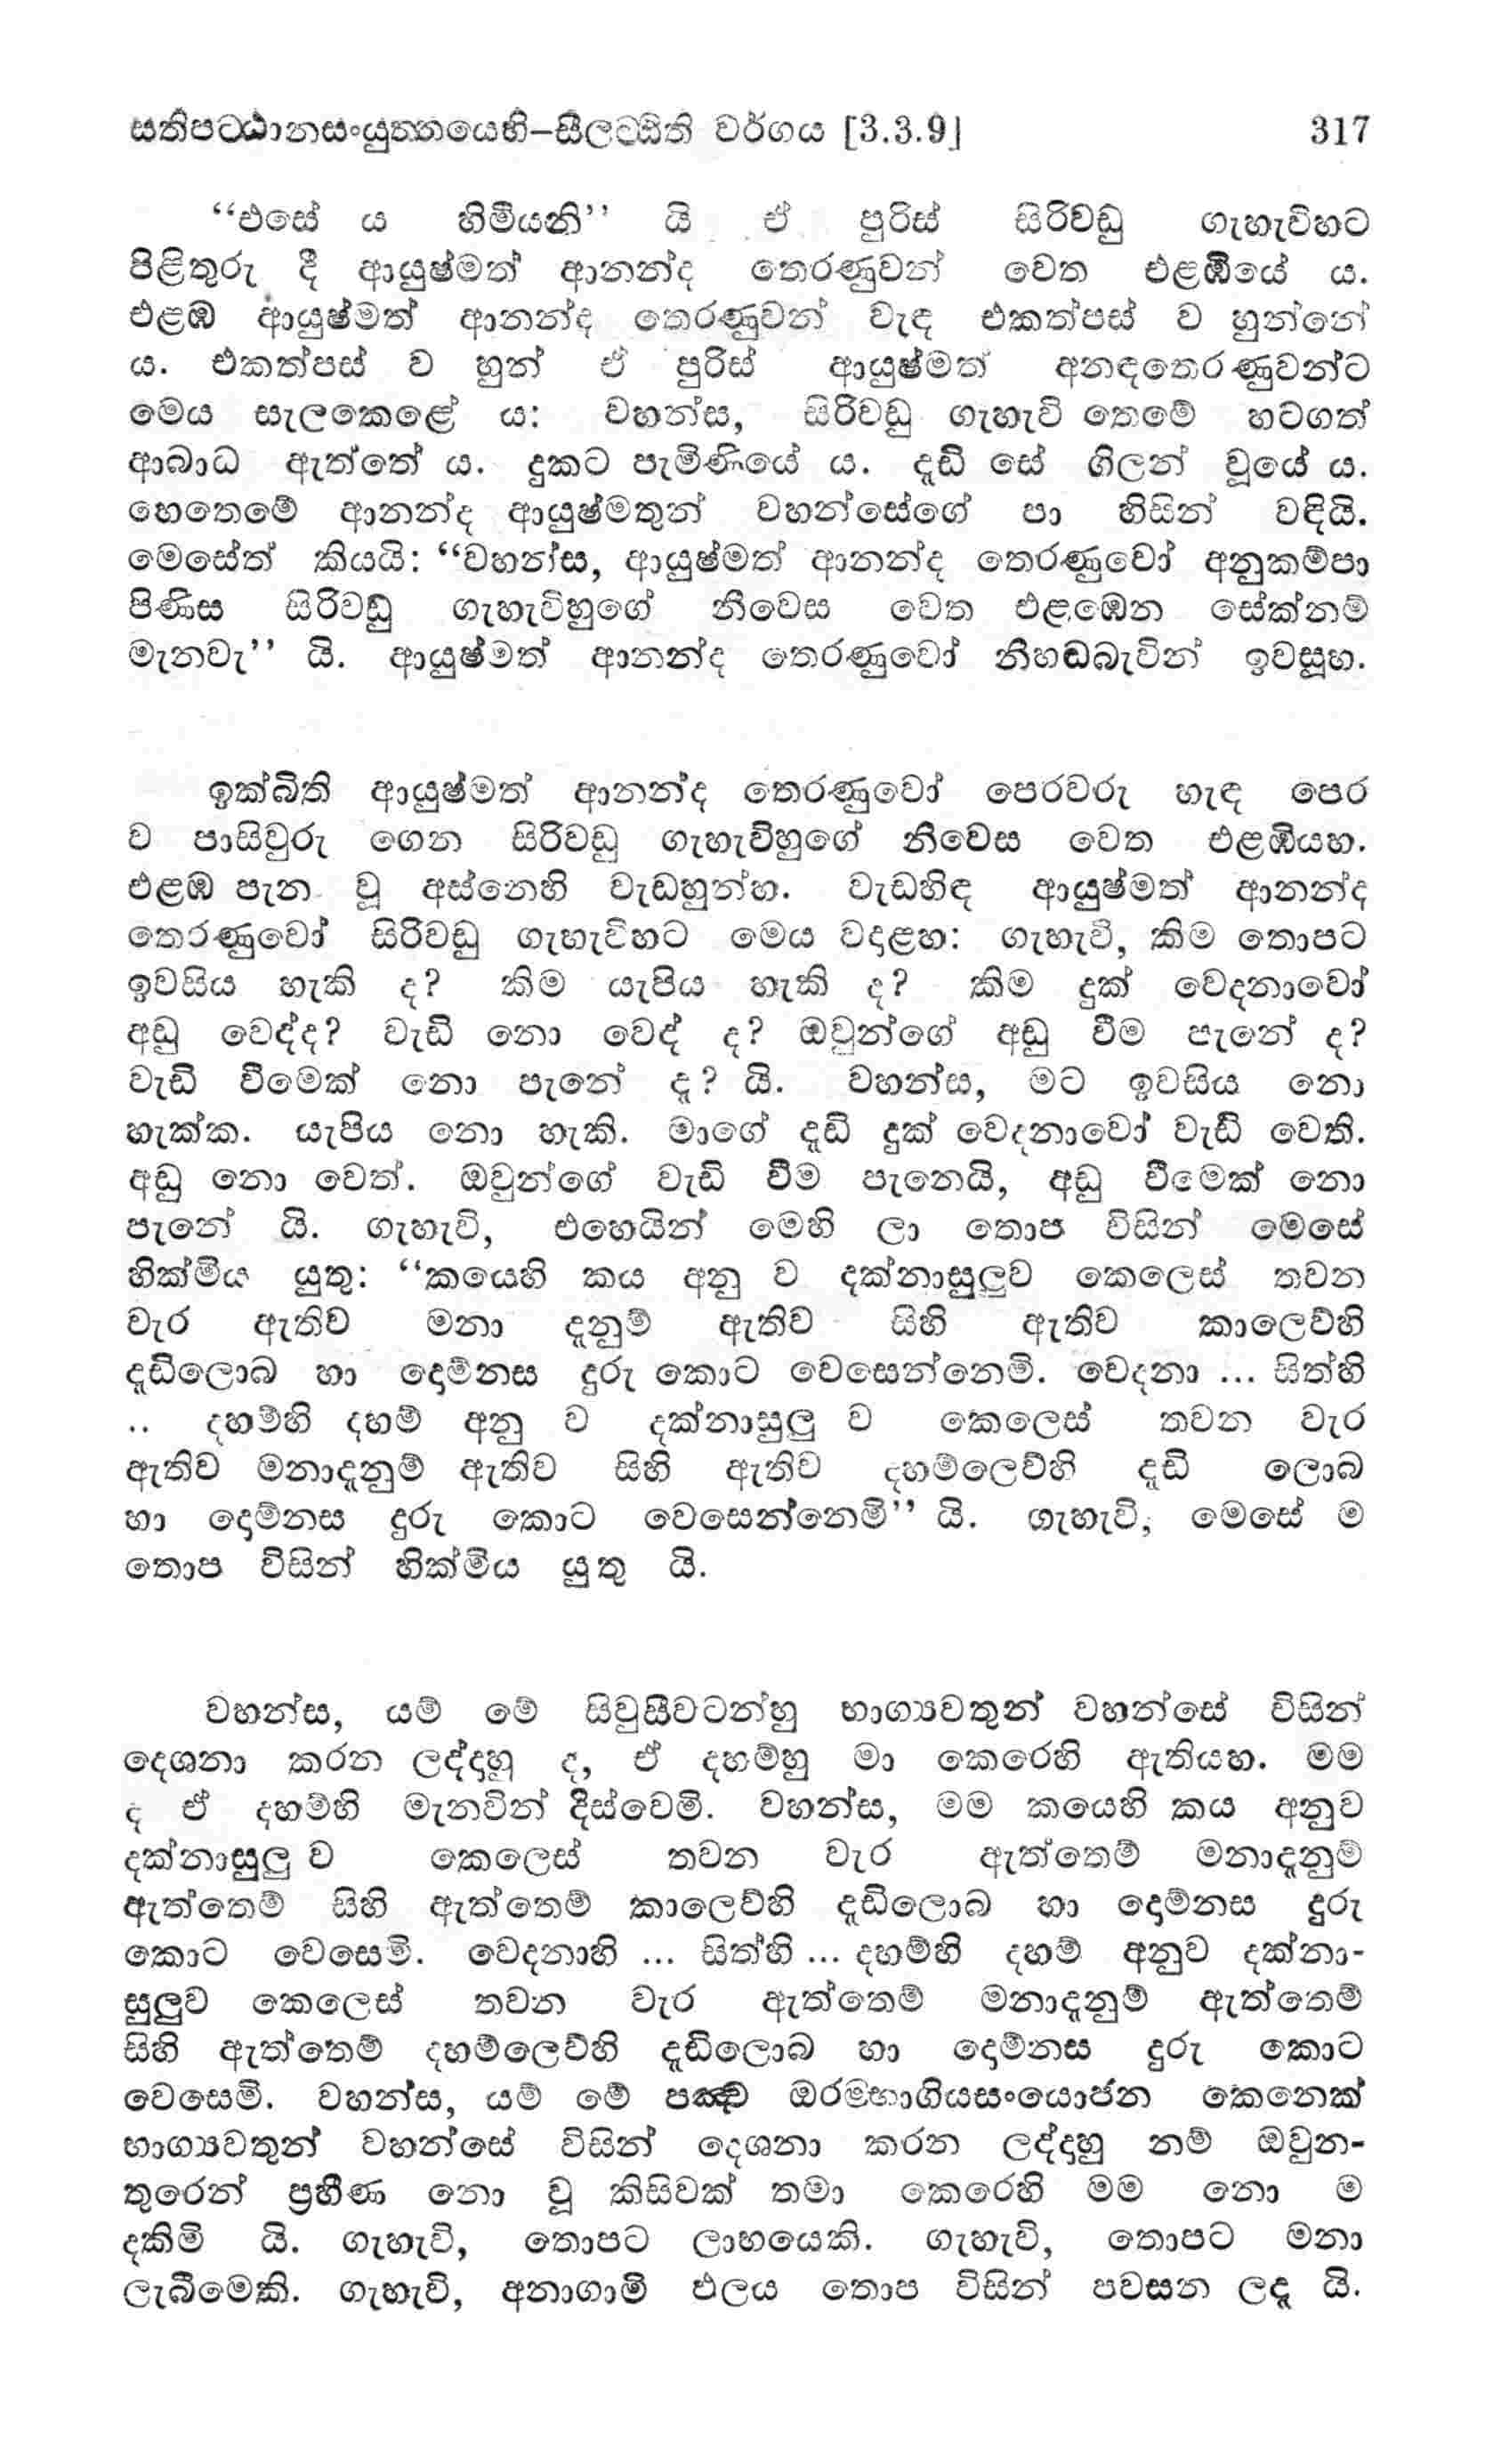 සතිපට්ඨානසංයුත්තයෙහි–සීලට්ඨිති වර්ගය [3.3.9] 317
“එසේ ය හිමියනි” යි ඒ පුරිස් සිරිවඩ්ඪ ගැහැවිහට
පිළිතුරු දී ආයුෂ්මත් ආනන්ද තෙරණුවන් වෙත එළඹියේ ය.
එළඹ ආයුෂ්මත් ආනන්ද තෙරණුවන් වැඳ එකත්පස් ව හුන්නේ
ය. එකත්පස් ව හුන් ඒ පුරිස් ආයුෂ්මත් අනඳතෙරණුවන්ට
මෙය සැලකෙළේ ය: වහන්ස, සිරිවඩු ගැහැවි තෙමේ හටගත්
ආබාධ ඇත්තේ ය. දුකට පැමිණියේ ය. දැඩි සේ ගිලන් වූයේ ය.
හෙතෙමේ ආනන්ද ආයුෂ්මතුන් වහන්සේගේ පා හිසින් වඳියි.
මෙසේත් කියයි: “වහන්ස, ආයුෂ්මත් ආනන්ද තෙරණුවෝ අනුකම්පා
පිණිස සිරිවඩු ගැහැවිහුගේ නිවෙස වෙත එළඹෙන සේක්නම්
මැනවැ” යි. ආයුෂ්මත් ආනන්ද තෙරණුවෝ නිහඬබැවින් ඉවසූහ.
ඉක්බිති ආයුෂ්මත් ආනන්ද තෙරණුවෝ පෙරවරු හැඳ පෙර
ව පාසිවුරු ගෙන සිරිවඩු ගැහැවිහුගේ නිවෙස වෙත එළඹියහ.
එළඹ පැන වූ අස්නෙහි වැඩහුන්හ. වැඩහිඳ ආයුෂ්මත් ආනන්ද
තෙරණුවෝ සිරිවඩු ගැහැවිහට මෙය වදළහ: ගැහැවි, කිම තොපට
ඉවසිය හැකි ද? කිම යැපිය හැකි ද? කිම දුක් වෙදනාවෝ
අඩු වෙද්ද? වැඩි නො වෙද් ද? ඔවුන්ගේ අඩු වීම පැනේ ද?
වැඩි වීමෙක් නො පැනේ ද? යි. වහන්ස, මට ඉවසිය නො
හැක්ක. යැපිය නො හැකි. මාගේ දැඩි දුක් වෙදනාවෝ වැඩි වෙති.
අඩු නො වෙත්. ඔවුන්ගේ වැඩි වීම පැනෙයි, අඩු වීමෙක් නො
පැනේ යි. ගැහැවි, එහෙයින් මෙහි ලා තොප විසින් මෙසේ
හික්මිය යුතු: “කයෙහි කය අනු ව දක්නාසුලුව කෙලෙස් තවන
වැර ඇතිව මනා දැනුම් ඇතිව සිහි ඇතිව කාලෙව්හි
දැඩිලොබ හා දොම්නස දුරු කොට වෙසෙන්නෙමි. වෙදනා ... සිත්හි
.. දහම්හි දහම් අනු ව දක්නාසුලු ව කෙලෙස් තවන වැර
ඇතිව මනාදැනුම් ඇතිව සිහි ඇතිව දහම්ලෙව්හි දැඩි ලොබ
හා දොම්නස දුරු කොට වෙසෙන්නෙමි” යි. ගැහැවි, මෙසේ ම
තොප විසින් හික්මිය යුතු යි.
වහන්ස, යම් මේ සිවුසීවටන්හු භාග්‍යවතුන් වහන්සේ විසින්
දෙශනා කරන ලද්දහු ද, ඒ දහම්හු මා කෙරෙහි ඇතියහ. මම
ද ඒ දහම්හි මැනවින් දිස්වෙමි. වහන්ස, මම කයෙහි කය අනුව
දක්නාසුලු ව කෙලෙස් තවන වැර ඇත්තෙම් මනාදැනුම්
ඇත්තෙම් සිහි ඇත්තෙම් කාලෙව්හි දැඩිලොබ හා දොම්නස දුරු
කොට වෙසෙමි. වෙදනාහි ... සිත්හි ... දහම්හි දහම් අනුව දක්නා-
සුලුව කෙලෙස් තවන වැර ඇත්තෙම් මනාදැනුම් ඇත්තෙම්
සිහි ඇත්තෙම් දහම්ලෙව්හි දැඩිලොබ හා දොම්නස දුරු කොට
වෙසෙමි. වහන්ස, යම් මේ පඤ්ච ඔරම්භාගියසංයොජන කෙනෙක්
භාග්‍යවතුන් වහන්සේ විසින් දෙශනා කරන ලද්දහු නම් ඔවුන-
තුරෙන් ප්‍රහීණ නො වූ කිසිවක් තමා කෙරෙහි මම නො ම
දකිමි යි. ගැහැවි, තොපට ලාභයෙකි. ගැහැවි, තොපට මනා
ලැබීමෙකි. ගැහැවි, අනාගාමි ඵලය තොප විසින් පවසන ලදැ යි.